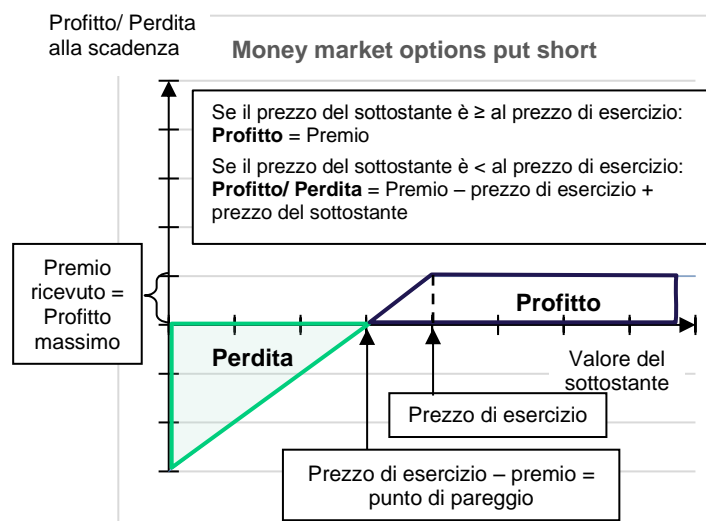 Profitto/ Perdita
alla scadenza
Money market options put short
Se il prezzo del sottostante è ≥ al prezzo di esercizio:
Profitto = Premio
Se il prezzo del sottostante è < al prezzo di esercizio:
Profitto/ Perdita = Premio – prezzo di esercizio +
prezzo del sottostante
Premio
ricevuto =
Profitto
massimo
Profitto
Perdita
Valore del
sottostante
Prezzo di esercizio
Prezzo di esercizio – premio =
punto di pareggio